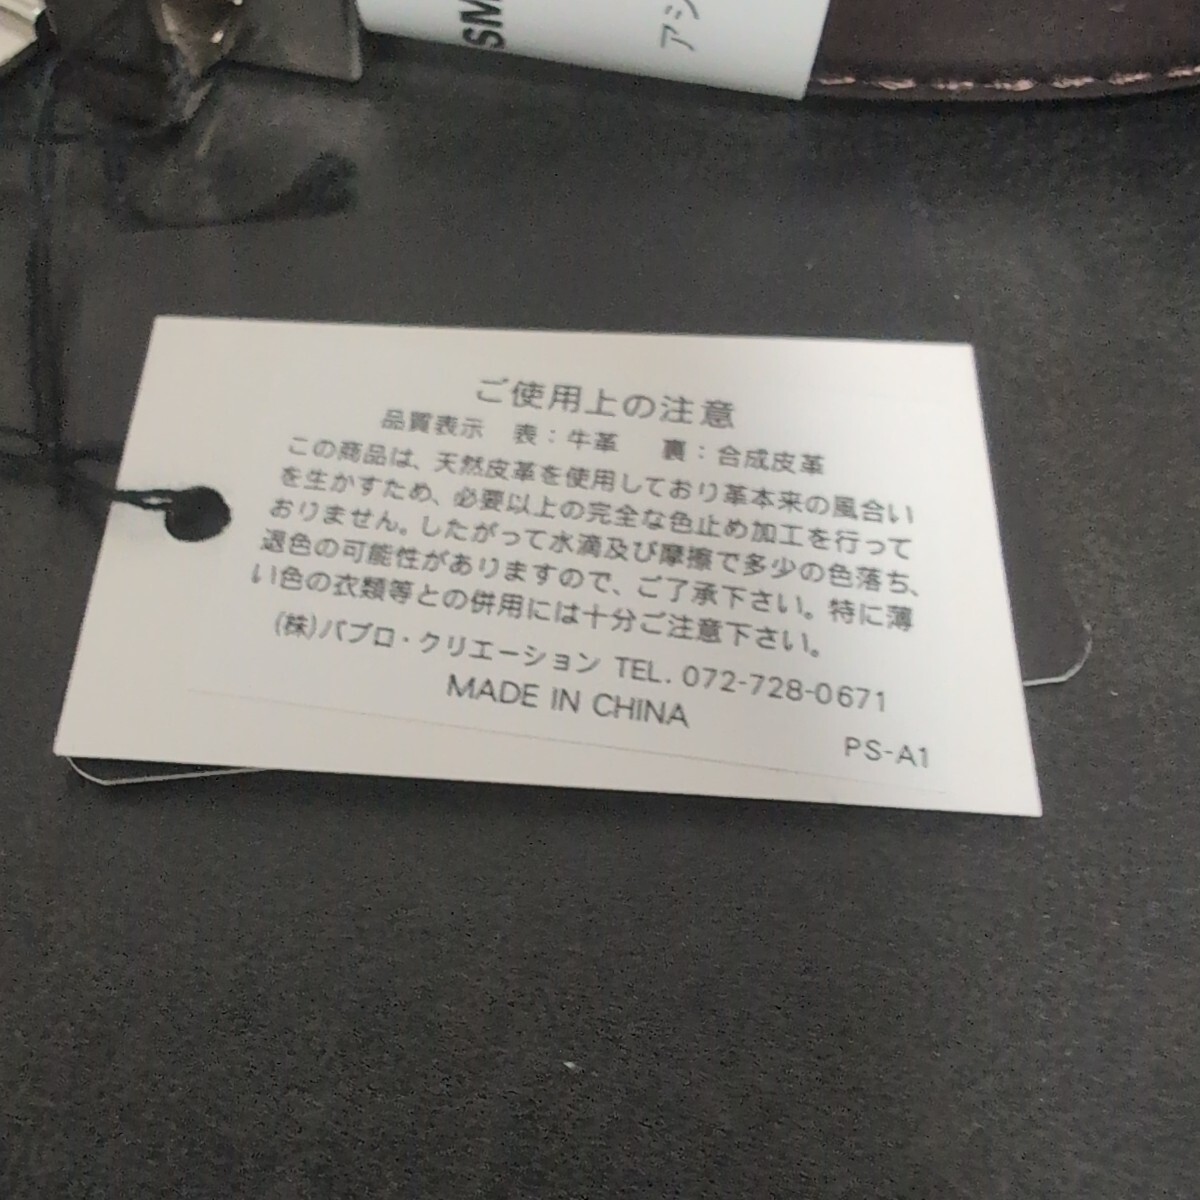 SM
アシ
ご使用上の注意
品質表示　表：牛革　　裏：合成皮革
この商品は、天然皮革を使用しており革本来の風合い
を生かすため、必要以上の完全な色止め加工を行って
おりません。したがって水滴及び摩擦で多少の色落ち、
退色の可能性がありますので、ご了承下さい。特に薄
い色の衣類等との併用には十分ご注意下さい。
(株)パブロ・クリエーション TEL. 072-728-0671
MADE IN CHINA
PS-A1